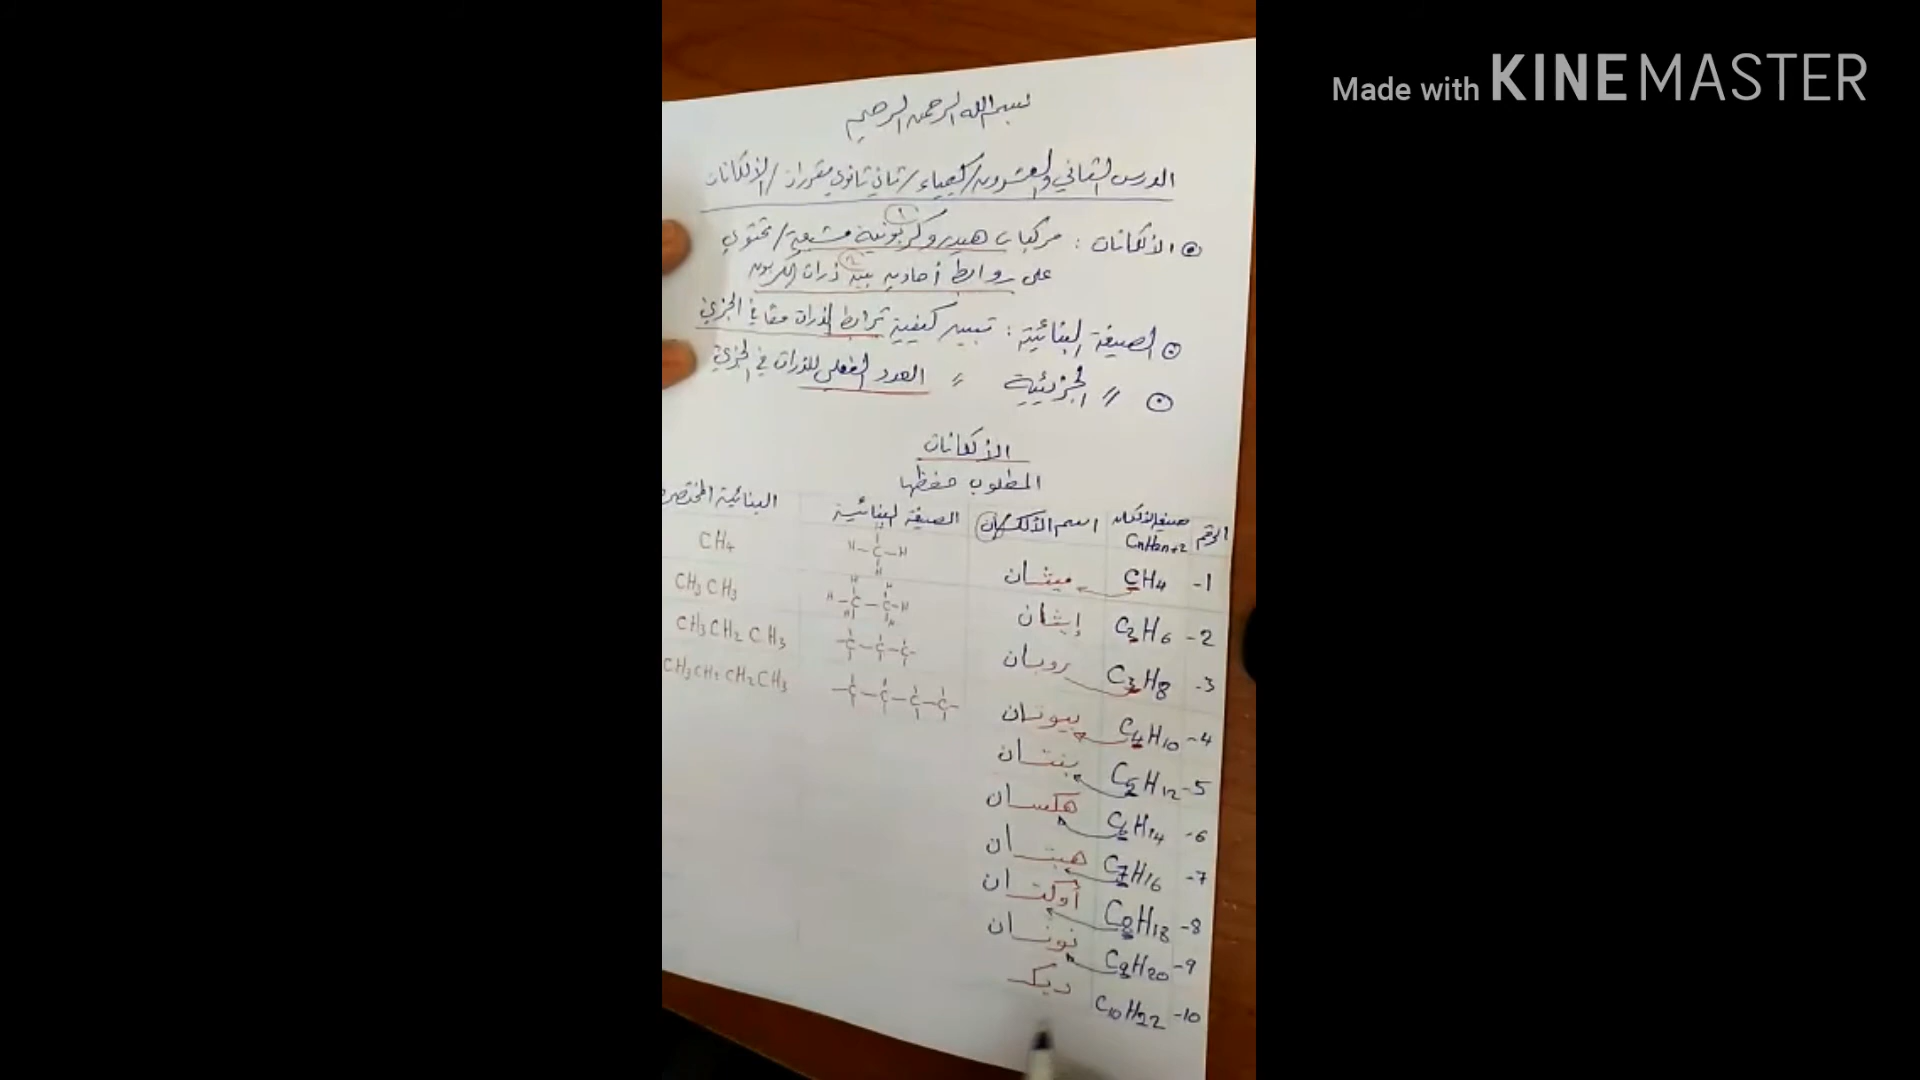 Made with KINEMASTER
بسم الله الرحمن الرحيم
الدرس الثاني والعشرون / كيمياء / ثاني ثانوي مقررات / الألكانات
الألكانات : مركبات هيدروكربونية مشبعة / تحتوي
على روابط أحادية بين ذرات الكربون
الصيغة البنائية : تبين كيفية ترابط الذرات معًا في الجزيء
〃 الجزيئية 〃 العدد الفعلي للذرات في الجزيء
الألكانات
المطلوب حفظها
الرقم صيغة الألكان CnH2n+2 اسم الألكان الصيغة البنائية البنائية المختصرة
1- CH4 ميثان CH4
2- C2H6 إيثان CH3CH3
3- C3H8 روبان CH3CH2CH3
4- C4H10 بيوتان CH3CH2CH2CH3
5- C5H12 بنتان
6- C6H14 هكسان
7- C7H16 هبتان
8- C8H18 أوكتان
9- C9H20 نونان
10- C10H22 ديك